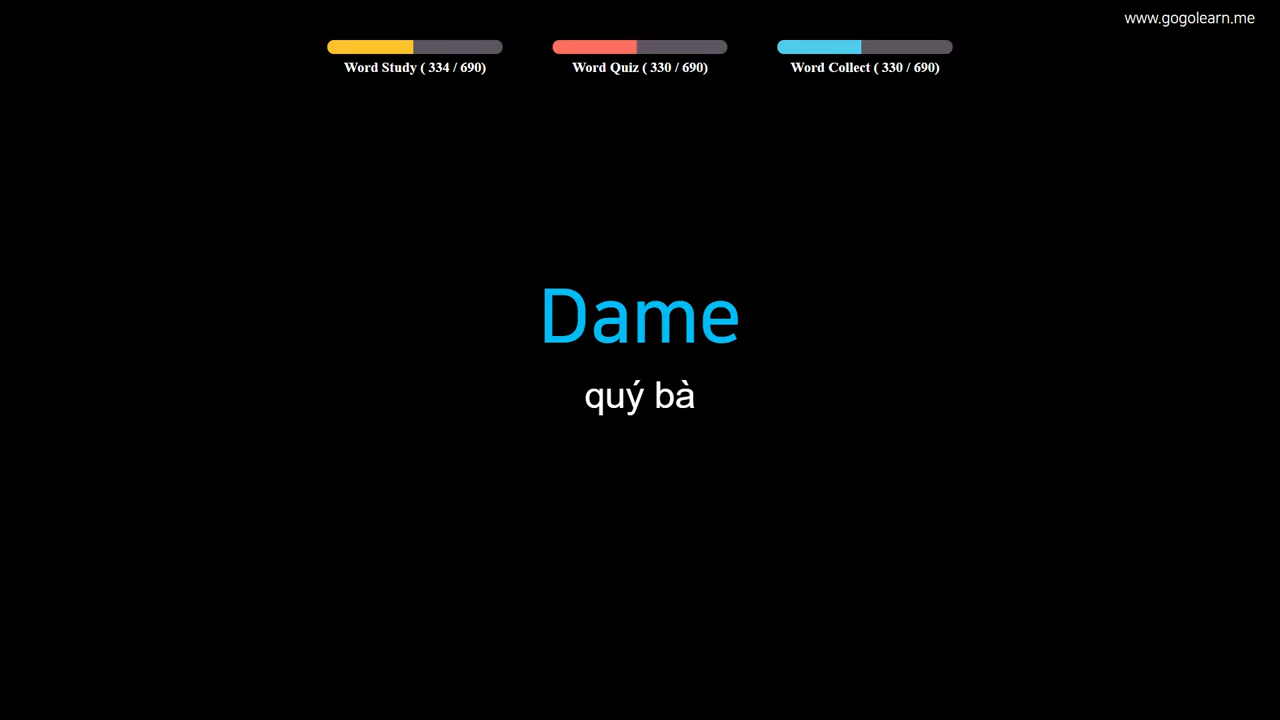 www.gogolearn.me
Word Study ( 334 / 690)
Word Quiz ( 330 / 690)
Word Collect ( 330 / 690)
Dame
quý bà